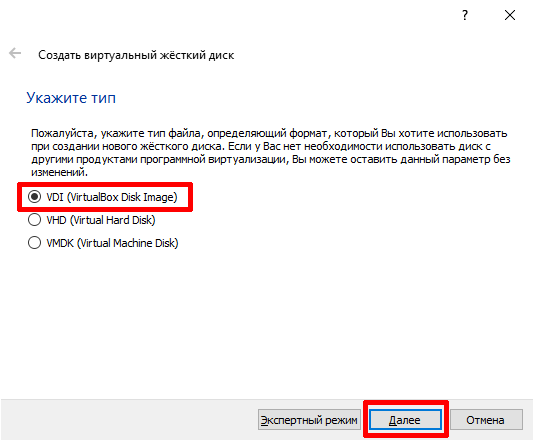 ?
Создать виртуальный жёсткий диск
Укажите тип
Пожалуйста, укажите тип файла, определяющий формат, который Вы хотите использовать
при создании нового жёсткого диска. Если у Вас нет необходимости использовать диск с
другими продуктами программной виртуализации, Вы можете оставить данный параметр без
изменений.
VDI (VirtualBox Disk Image)
VHD (Virtual Hard Disk)
VMDK (Virtual Machine Disk)
Экспертный режим Далее Отмена